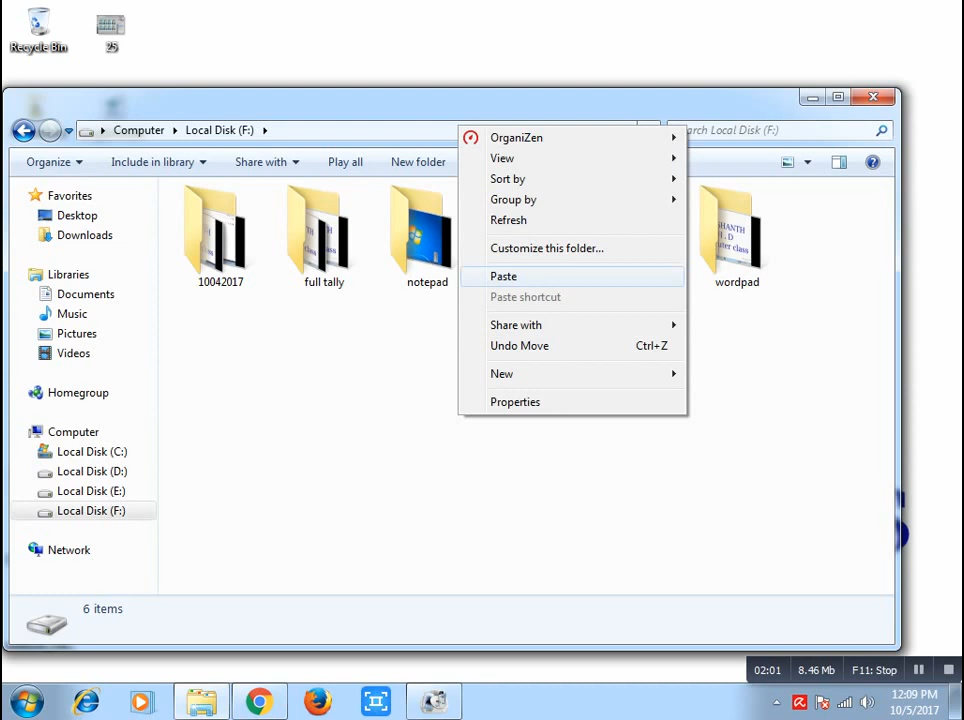 Recycle Bin
25
Computer
Local Disk (F:)
arch Local Disk (F:)
Organize
Include in library
Share with
Play all
New folder
Favorites
Desktop
Downloads
Libraries
Documents
Music
Pictures
Videos
Homegroup
Computer
Local Disk (C:)
Local Disk (D:)
Local Disk (E:)
Local Disk (F:)
Network
10042017
full tally
notepad
wordpad
OrganiZen
View
Sort by
Group by
Refresh
Customize this folder...
Paste
Paste shortcut
Share with
Undo Move Ctrl+Z
New
Properties
6 items
02:01 8.46 Mb F11: Stop
12:09 PM
10/5/2017